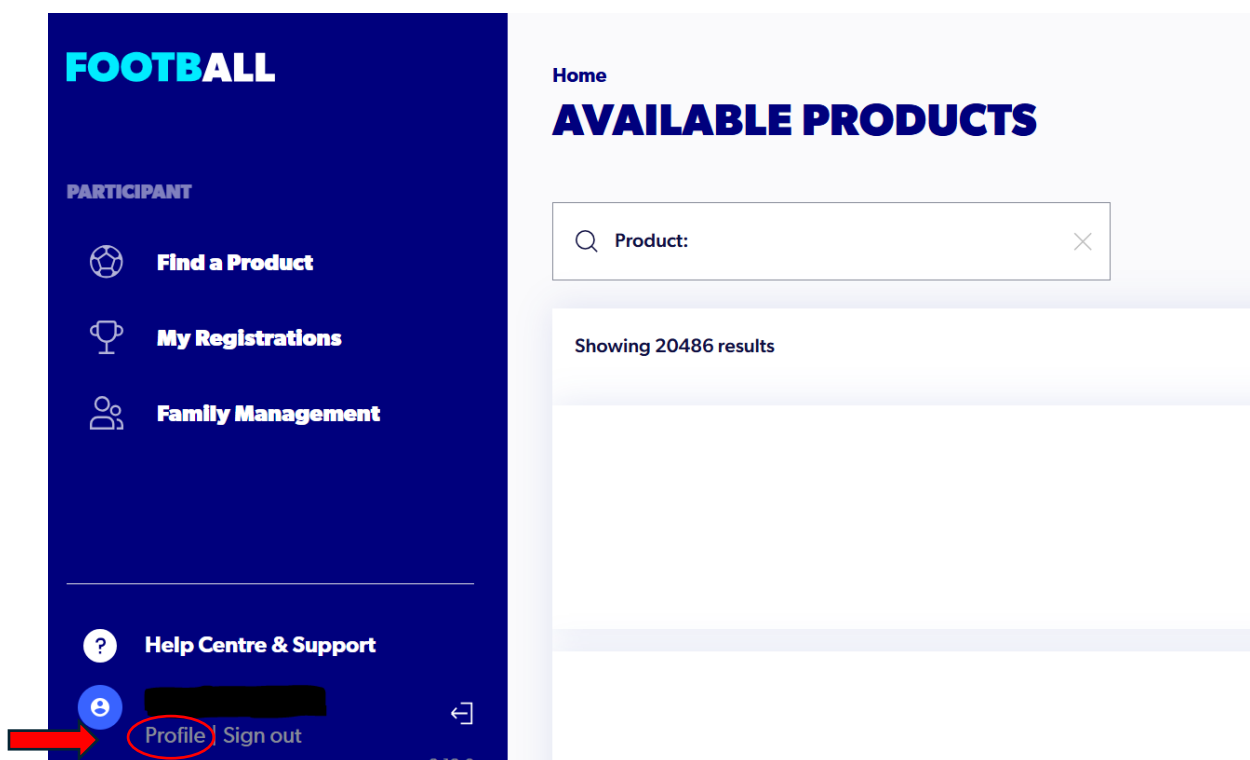 FOOTBALL
PARTICIPANT
Find a Product
My Registrations
Family Management
? Help Centre & Support
Profile | Sign out
Home
AVAILABLE PRODUCTS
Product:
Showing 20486 results